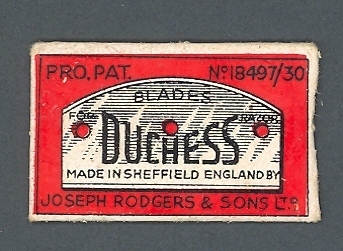 PRO. PAT. Nº 18497/30
BLADES
FOR RAZORS
DUCHESS
MADE IN SHEFFIELD ENGLAND BY
JOSEPH RODGERS & SONS LTD